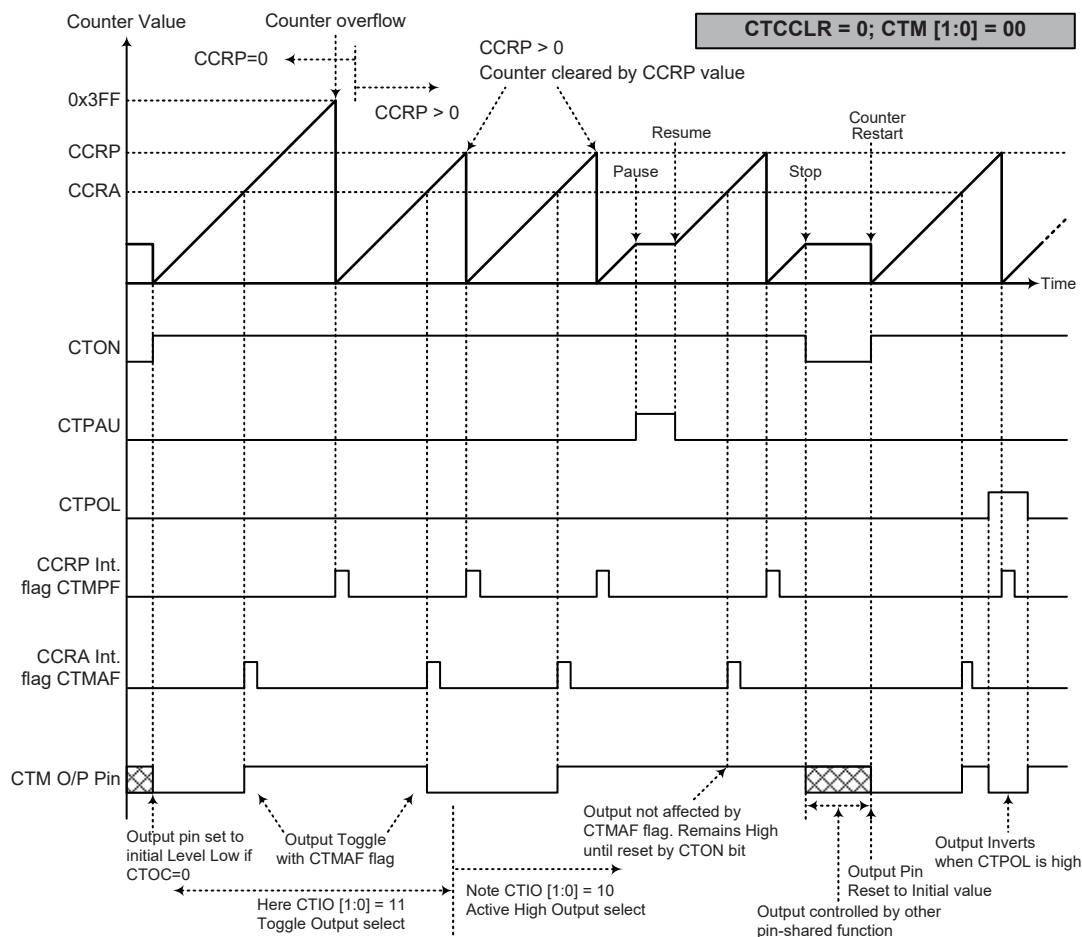 Counter Value
Counter overflow
CTCCLR = 0; CTM [1:0] = 00
CCRP=0
CCRP > 0
CCRP > 0
Counter cleared by CCRP value
0x3FF
CCRP
CCRA
Pause
Resume
Stop
Counter
Restart
Time
CTON
CTPAU
CTPOL
CCRP Int.
flag CTMPF
CCRA Int.
flag CTMAF
CTM O/P Pin
Output pin set to
initial Level Low if
CTOC=0
Output Toggle
with CTMAF flag
Output not affected by
CTMAF flag. Remains High
until reset by CTON bit
Output Inverts
when CTPOL is high
Output Pin
Reset to Initial value
Here CTIO [1:0] = 11
Toggle Output select
Note CTIO [1:0] = 10
Active High Output select
Output controlled by other
pin-shared function